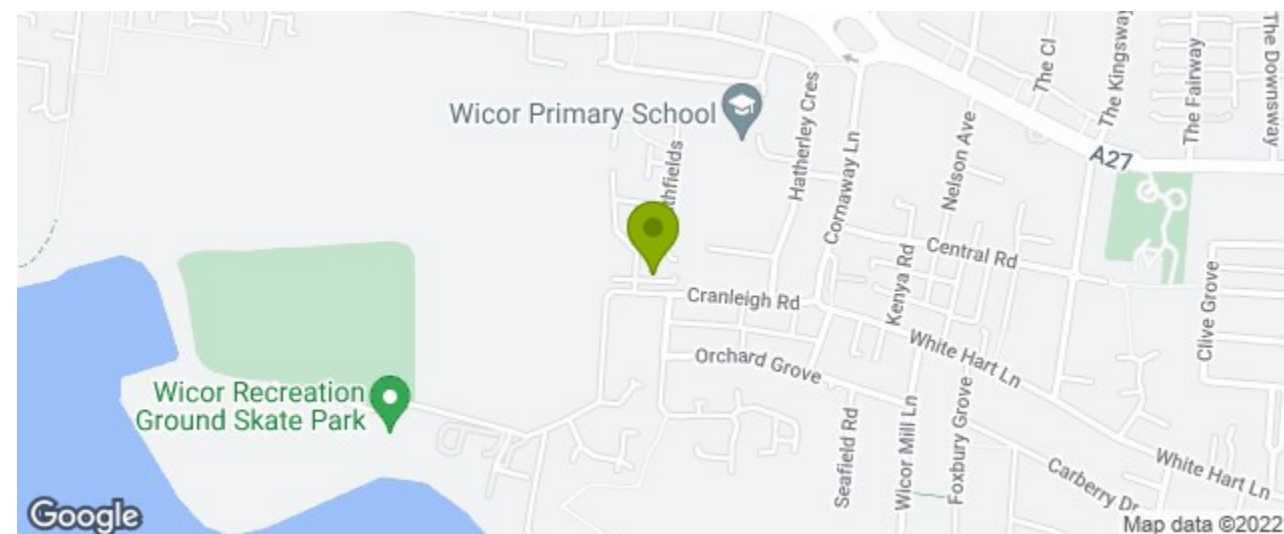 The Downsway
The Fairway
The Kingsway
The Cl
Wicor Primary School
Hatherley Cres
Cornaway Ln
Nelson Ave
A27
Central Rd
Kenya Rd
Cranleigh Rd
White Hart Ln
Clive Grove
Orchard Grove
Wicor Recreation
Ground Skate Park
Seafield Rd
Wicor Mill Ln
Foxbury Grove
Carberry Dr
White Hart Ln
Google
Map data ©2022